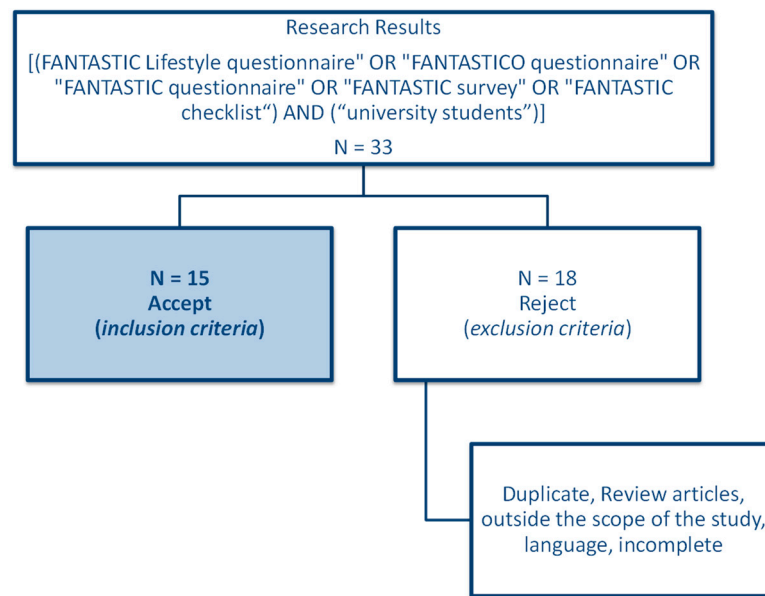 Research Results
[(FANTASTIC Lifestyle questionnaire" OR "FANTASTICO questionnaire" OR
"FANTASTIC questionnaire" OR "FANTASTIC survey" OR "FANTASTIC
checklist“) AND (“university students”)]
N = 33
N = 15
Accept
(inclusion criteria)
N = 18
Reject
(exclusion criteria)
Duplicate, Review articles,
outside the scope of the study,
language, incomplete